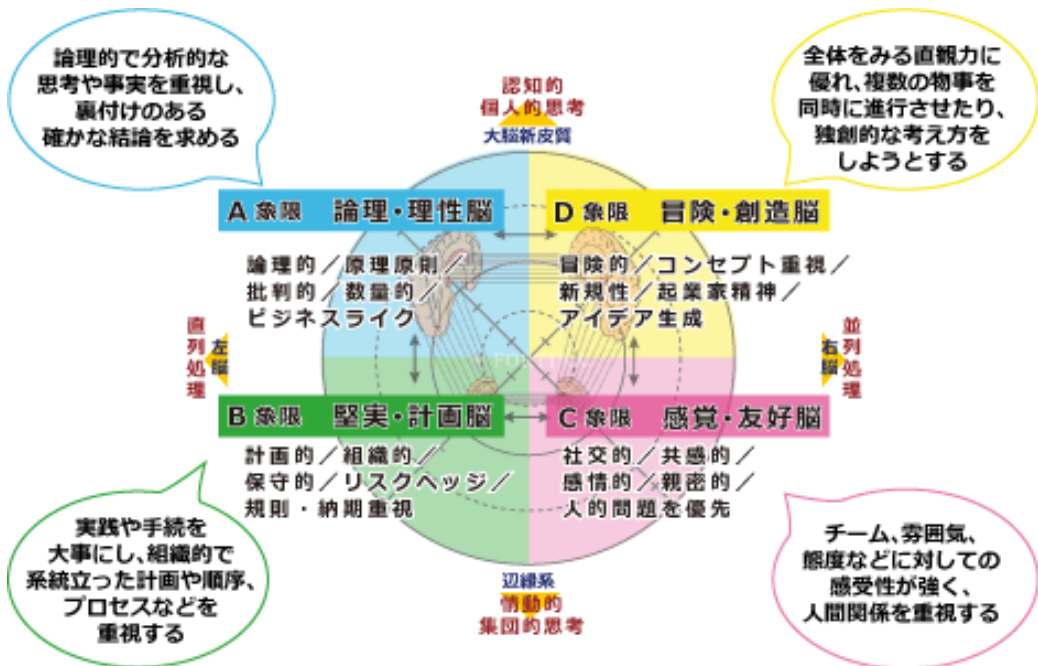 論理的で分析的な
思考や事実を重視し、
裏付けのある
確かな結論を求める
認知的
個人的思考
大脳新皮質
全体をみる直観力に
優れ、複数の物事を
同時に進行させたり、
独創的な考え方を
しようとする
A 象限 論理・理性脳
D 象限 冒険・創造脳
論理的／原理原則／
批判的／数量的／
ビジネスライク
冒険的／コンセプト重視／
新規性／起業家精神／
アイデア生成
直列処理
左脳
右脳
並列処理
B 象限 堅実・計画脳
C 象限 感覚・友好脳
計画的／組織的／
保守的／リスクヘッジ／
規則・納期重視
社交的／共感的／
感情的／親密的／
人的問題を優先
実践や手続を
大事にし、組織的で
系統立った計画や順序、
プロセスなどを
重視する
辺縁系
情動的
集団的思考
チーム、雰囲気、
態度などに対しての
感受性が強く、
人間関係を重視する